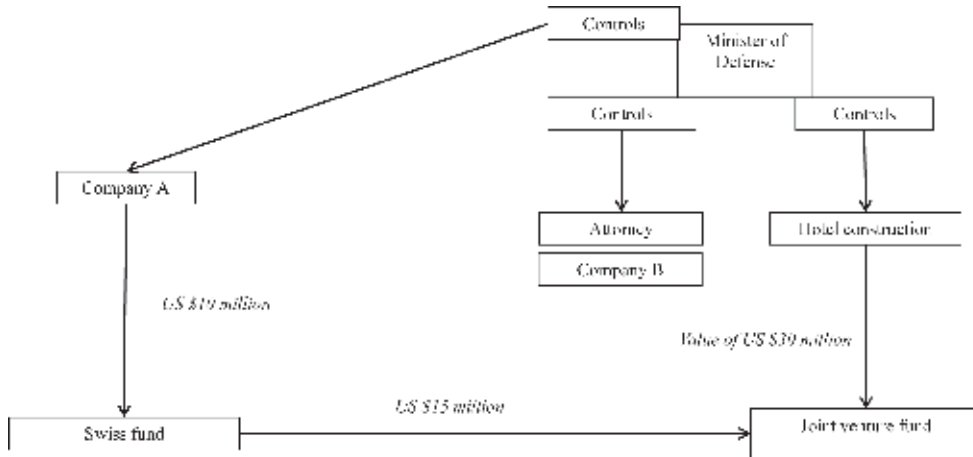 Controls
Minister of
Defense
Controls
Controls
Company A
Attorney
Hotel construction
Company B
US $10 million
Value of US $30 million
US $15 million
Swiss fund
Joint venture fund